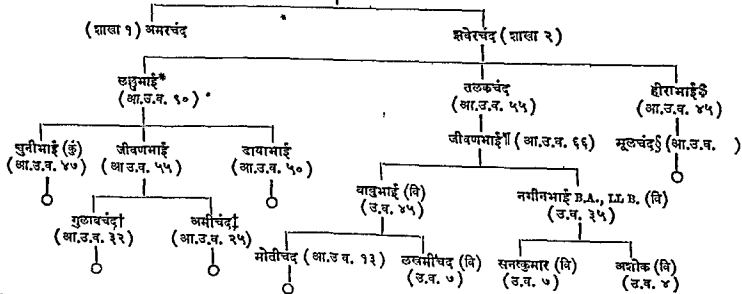 (शाखा १) अमरचंद झवेरचंद (शाखा २)
लल्लुभाई* तलकचंद हीराभाई$
(आ.उ.व. ९०) (आ.उ.व. ५५) (आ.उ.व. ४५)
चुनीभाई (कुं) जीवणभाई डायाभाई जीवणभाई¶ (आ.उ.व. ६६) मूलचंद§ (आ.उ.व. )
(आ.उ.व. ४७) (आ.उ.व. ५५) (आ.उ.व. ५०)
बाबुभाई (वि) नगीनभाई B.A., LL B. (वि)
(उ.व. ४५) (उ.व. ३५)
गुलाबचंद† अमीचंद‡
(आ.उ.व. ३२) (आ.उ.व. २५)
मोतीचंद (आ.उ व. १३) लखमीचंद (वि) सनत्कुमार (वि) अशोक (वि)
(उ.व. ७) (उ.व. ७) (उ.व. ४)